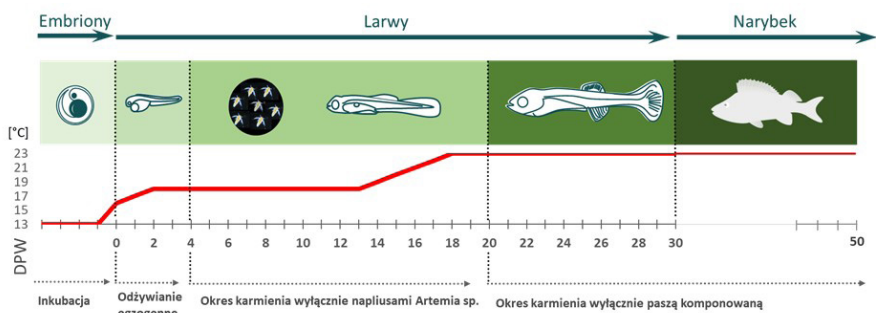 Embriony Larwy Narybek
[°C]
23
21
19
17
15
13
DPW
0 2 4 6 8 10 12 14 16 18 20 22 24 26 28 30 50
Inkubacja
Odżywianie
egzogenne
Okres karmienia wyłącznie napliusami Artemia sp.
Okres karmienia wyłącznie paszą komponowaną